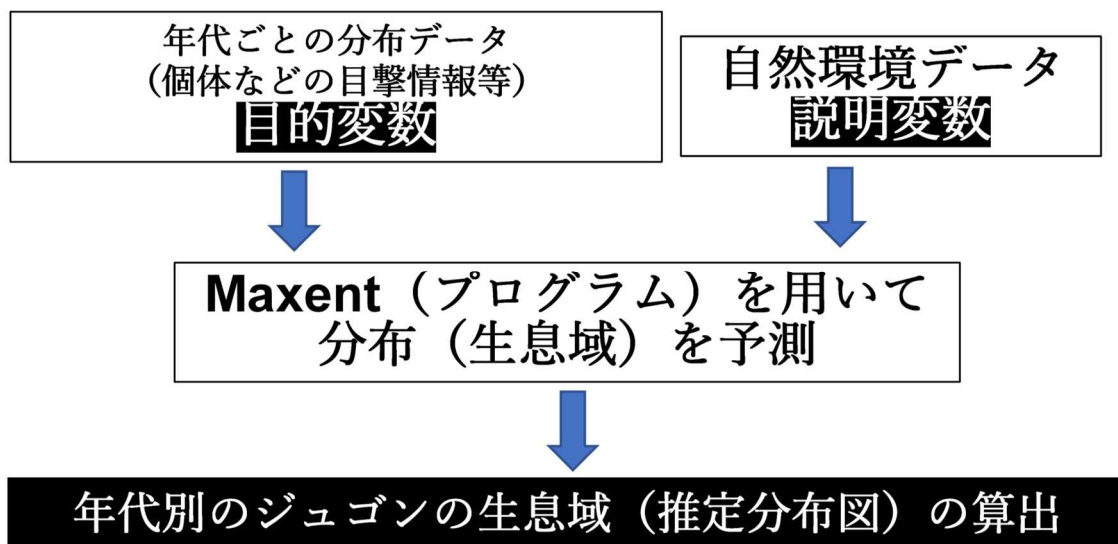 年代ごとの分布データ
（個体などの目撃情報等）
目的変数
自然環境データ
説明変数
Maxent（プログラム）を用いて
分布（生息域）を予測
年代別のジュゴンの生息域（推定分布図）の算出